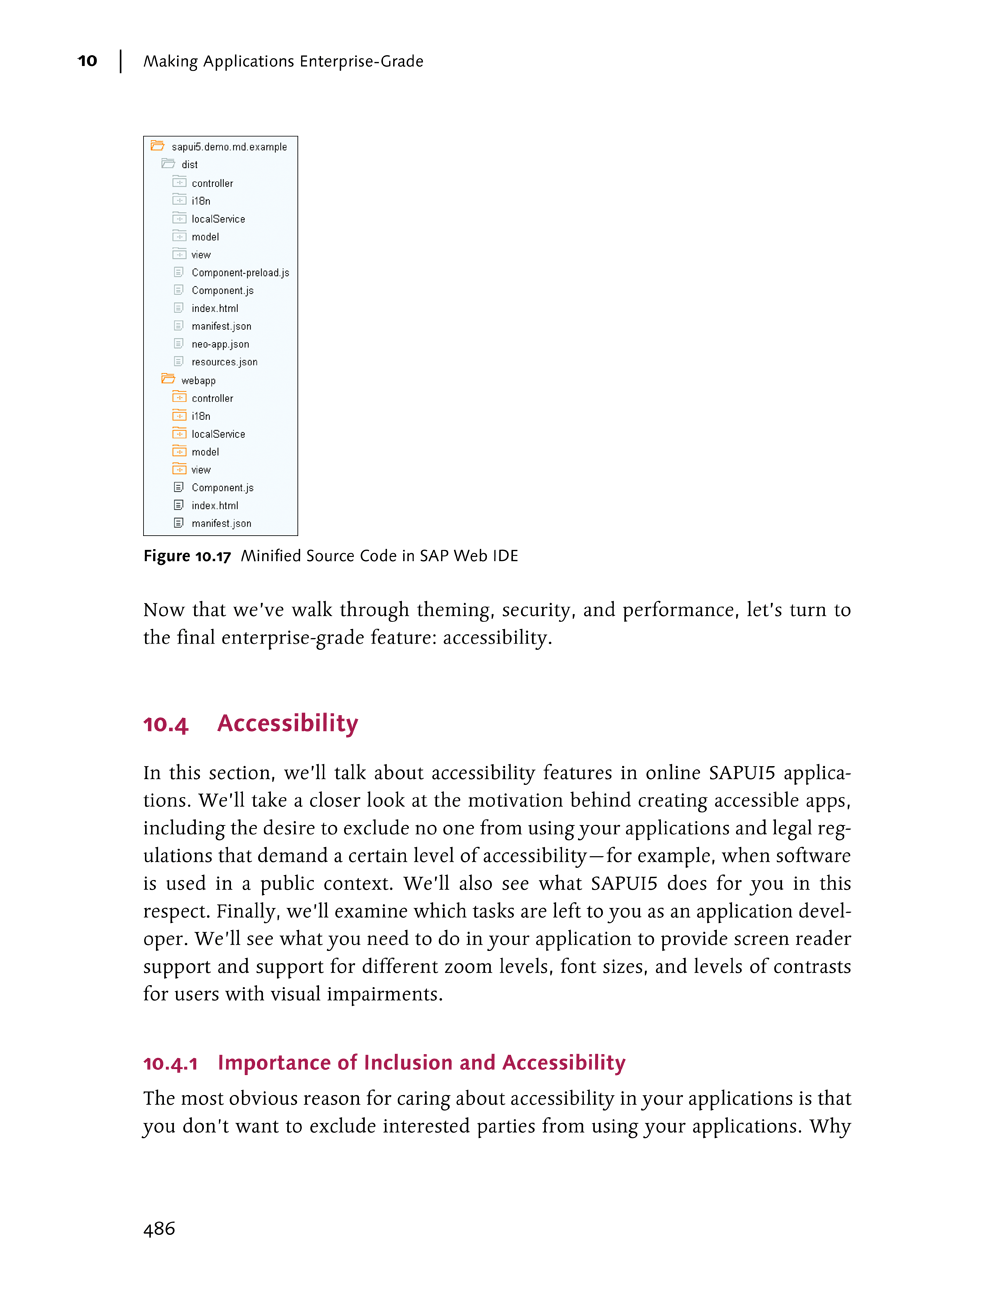 10 Making Applications Enterprise-Grade
sapui5.demo.md.example
dist
controller
i18n
localService
model
view
Component-preload.js
Component.js
index.html
manifest.json
neo-app.json
resources.json
webapp
controller
i18n
localService
model
view
Component.js
index.html
manifest.json
Figure 10.17 Minified Source Code in SAP Web IDE
Now that we’ve walk through theming, security, and performance, let’s turn to
the final enterprise-grade feature: accessibility.
10.4 Accessibility
In this section, we’ll talk about accessibility features in online SAPUI5 applica-
tions. We’ll take a closer look at the motivation behind creating accessible apps,
including the desire to exclude no one from using your applications and legal reg-
ulations that demand a certain level of accessibility—for example, when software
is used in a public context. We’ll also see what SAPUI5 does for you in this
respect. Finally, we’ll examine which tasks are left to you as an application devel-
oper. We’ll see what you need to do in your application to provide screen reader
support and support for different zoom levels, font sizes, and levels of contrasts
for users with visual impairments.
10.4.1 Importance of Inclusion and Accessibility
The most obvious reason for caring about accessibility in your applications is that
you don’t want to exclude interested parties from using your applications. Why
486